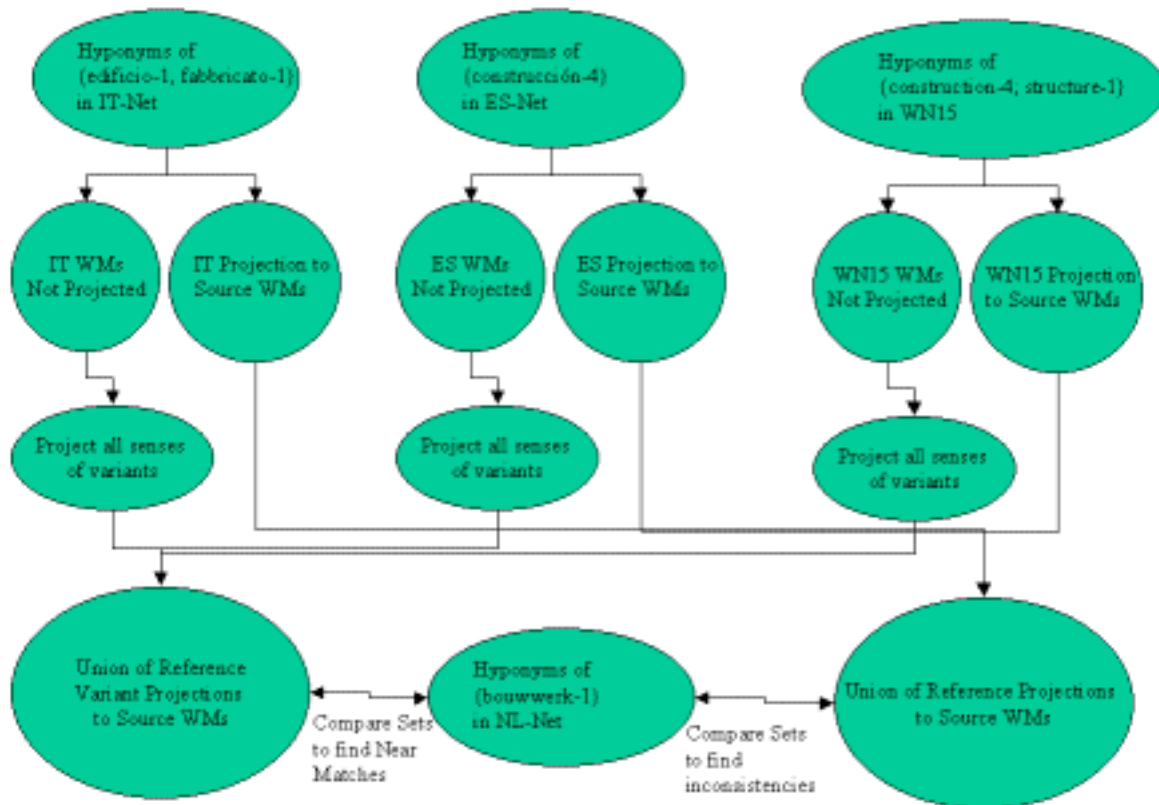 Hyponyms of
(edificio-1, fabbricato-1}
in IT-Net
Hyponyms of
(construcción-4)
in ES-Net
Hyponyms of
(construction-4; structure-1}
in WN15
IT WMs
Not Projected
IT Projection to
Source WMs
ES WMs
Not Projected
ES Projection to
Source WMs
WN15 WMs
Not Projected
WN15 Projection
to Source WMs
Project all senses
of variants
Project all senses
of variants
Project all senses
of variants
Union of Reference
Variant Projections
to Source WMs
Compare Sets
to find Near
Matches
Hyponyms of
(bouwwerk-1)
in NL-Net
Compare Sets
to find
inconsistencies
Union of Reference Projections
to Source WMs